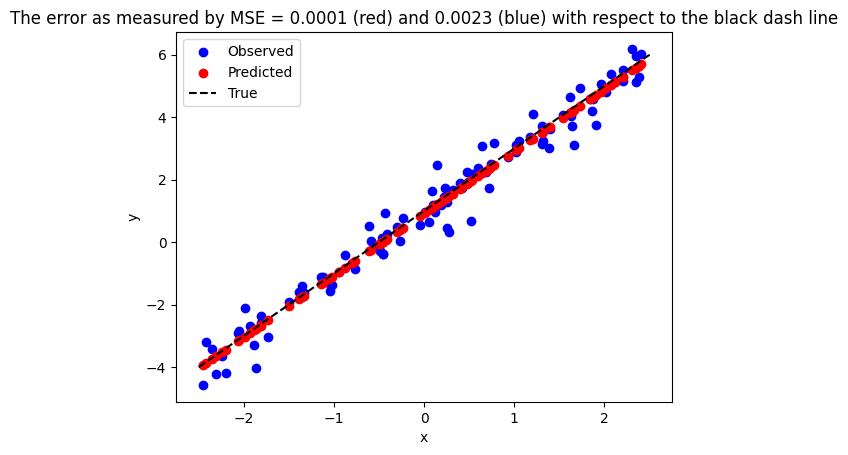 The error as measured by MSE = 0.0001 (red) and 0.0023 (blue) with respect to the black dash line
Observed
Predicted
True
y
6
4
2
0
−2
−4
−2
−1
0
1
2
x